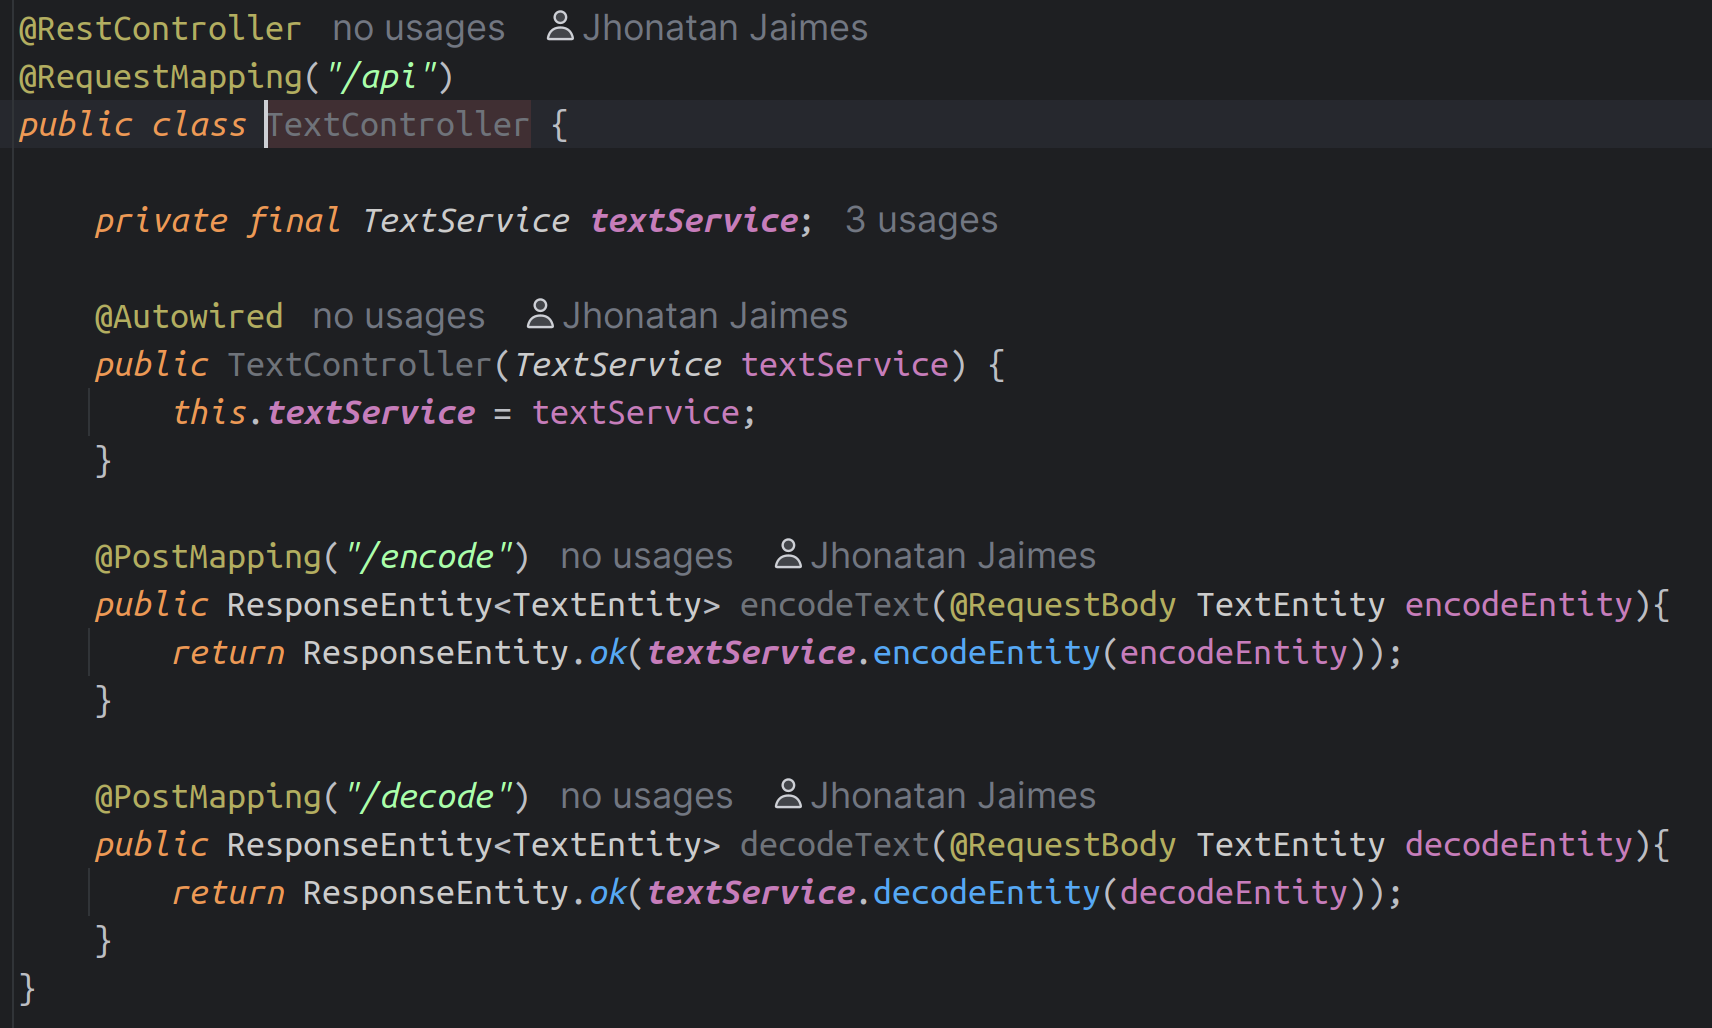 @RestController no usages Jhonatan Jaimes
@RequestMapping("/api")
public class TextController {
private final TextService textService; 3 usages
@Autowired no usages Jhonatan Jaimes
public TextController(TextService textService) {
this.textService = textService;
}
@PostMapping("/encode") no usages Jhonatan Jaimes
public ResponseEntity<TextEntity> encodeText(@RequestBody TextEntity encodeEntity){
return ResponseEntity.ok(textService.encodeEntity(encodeEntity));
}
@PostMapping("/decode") no usages Jhonatan Jaimes
public ResponseEntity<TextEntity> decodeText(@RequestBody TextEntity decodeEntity){
return ResponseEntity.ok(textService.decodeEntity(decodeEntity));
}
}